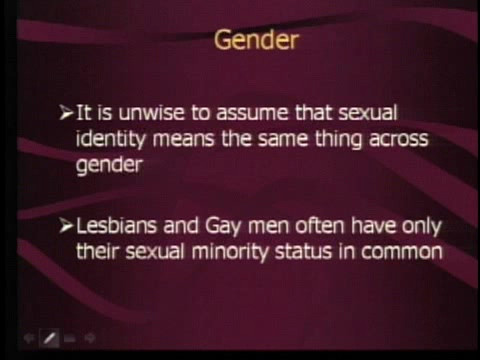 Gender
➢It is unwise to assume that sexual
identity means the same thing across
gender
➢Lesbians and Gay men often have only
their sexual minority status in common